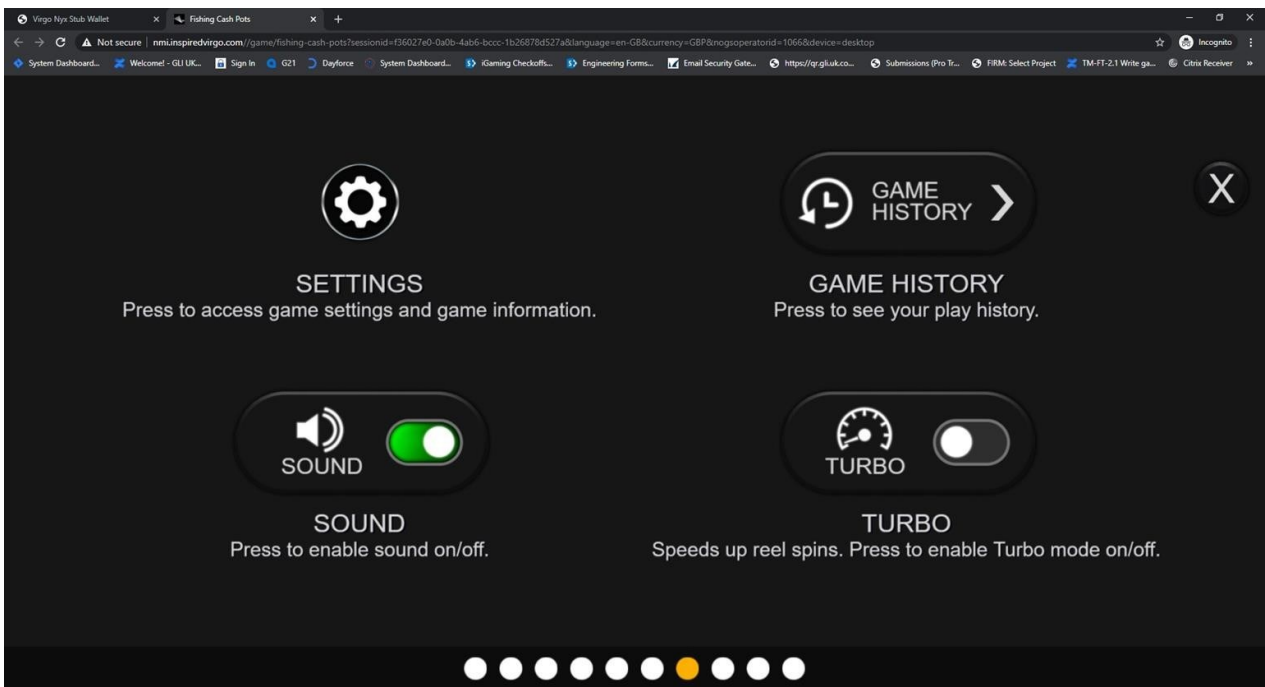 Virgo Nyx Stub Wallet
Fishing Cash Pots
Not secure | nmi.inspiredvirgo.com//game/fishing-cash-pots?sessionid=f36027e0-0a0b-4ab6-bccc-1b26878d527a&language=en-GB&currency=GBP&nogsoperatorid=1066&device=desktop
Incognito
System Dashboard... Welcome! - GLI UK... Sign In G21 Dayforce System Dashboard... iGaming Checkoffs... Engineering Forms... Email Security Gate... https://qr.gli.uk.co... Submissions (Pro Tr... FIRM: Select Project TM-FT-2.1 Write ga... Citrix Receiver »
GAME
HISTORY
X
SETTINGS
Press to access game settings and game information.
GAME HISTORY
Press to see your play history.
SOUND
TURBO
SOUND
Press to enable sound on/off.
TURBO
Speeds up reel spins. Press to enable Turbo mode on/off.